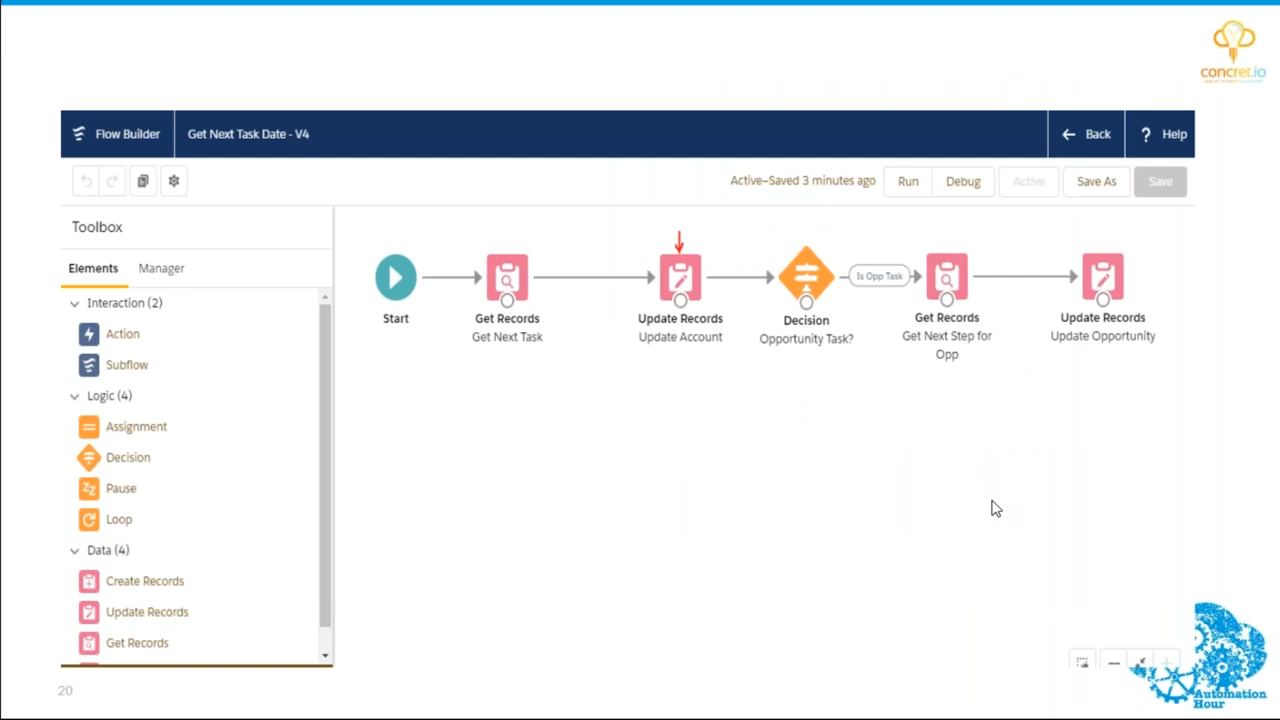 concret.io
Flow Builder
Get Next Task Date - V4
Back
? Help
Active–Saved 3 minutes ago
Run
Debug
Active
Save As
Save
Toolbox
Elements
Manager
Interaction (2)
Action
Subflow
Logic (4)
Assignment
Decision
Pause
Loop
Data (4)
Create Records
Update Records
Get Records
Start
Get Records
Get Next Task
Update Records
Update Account
Decision
Opportunity Task?
Is Opp Task
Get Records
Get Next Step for
Opp
Update Records
Update Opportunity
20
Automation
Hour